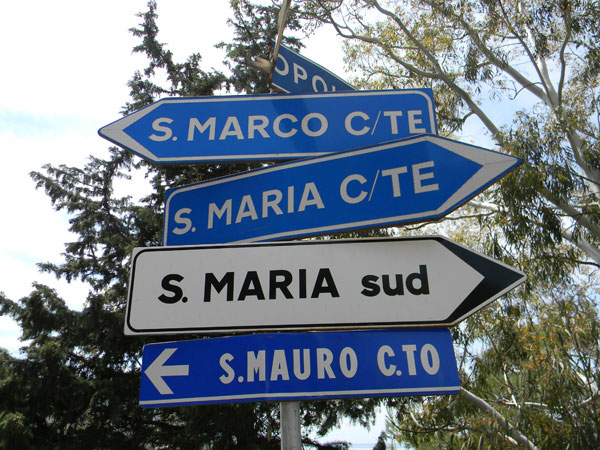 S. MARCO C/TE
S. MARIA C/TE
S. MARIA sud
S.MAURO C.TO